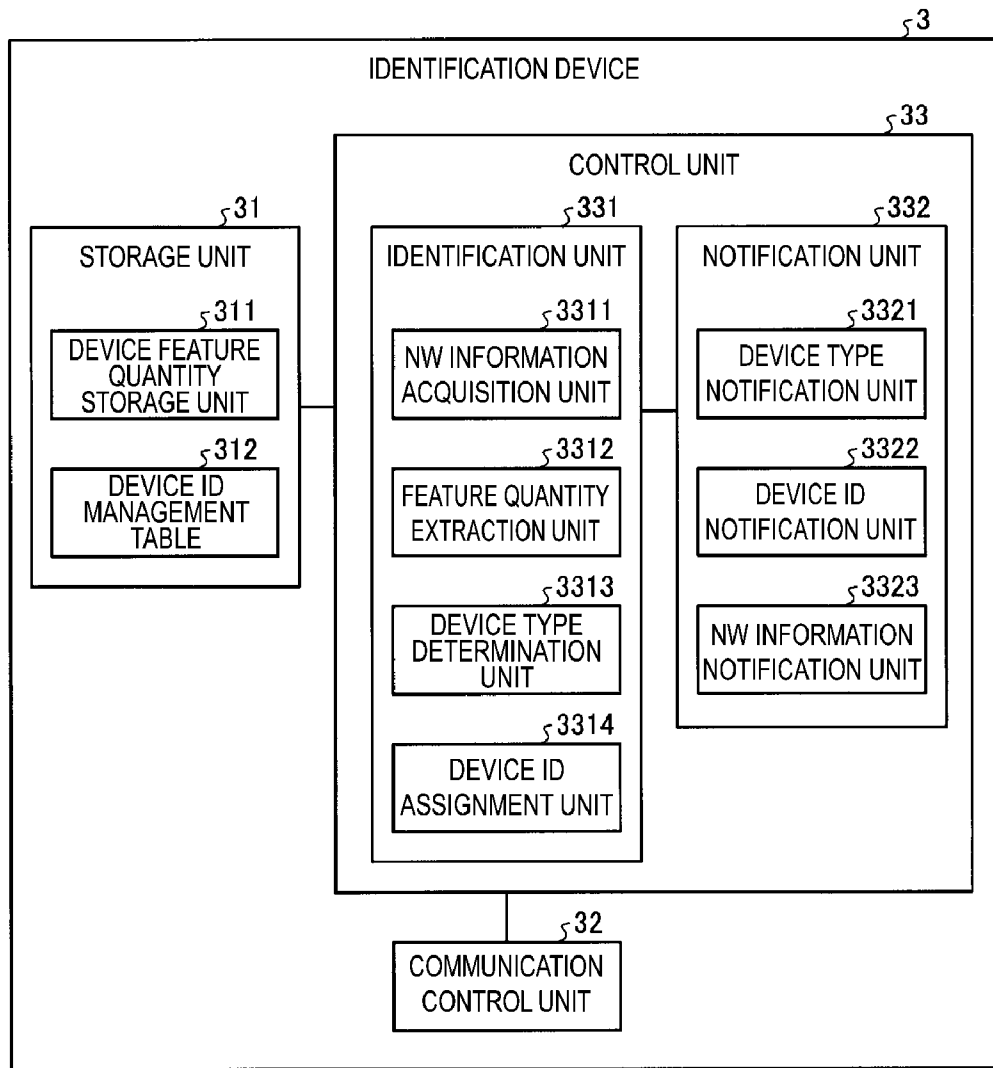 3
IDENTIFICATION DEVICE
33
CONTROL UNIT
31
STORAGE UNIT
311
DEVICE FEATURE
QUANTITY
STORAGE UNIT
312
DEVICE ID
MANAGEMENT
TABLE
331
IDENTIFICATION UNIT
3311
NW INFORMATION
ACQUISITION UNIT
3312
FEATURE QUANTITY
EXTRACTION UNIT
3313
DEVICE TYPE
DETERMINATION
UNIT
3314
DEVICE ID
ASSIGNMENT UNIT
332
NOTIFICATION UNIT
3321
DEVICE TYPE
NOTIFICATION UNIT
3322
DEVICE ID
NOTIFICATION UNIT
3323
NW INFORMATION
NOTIFICATION UNIT
32
COMMUNICATION
CONTROL UNIT